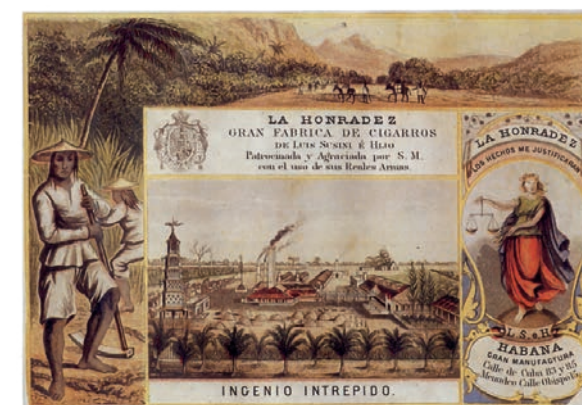 LA HONRADEZ
GRAN FABRICA DE CIGARROS
DE LUIS SUSINI É HIJO
Patrocinada y Agraciada por S. M.
con el uso de sus Reales Armas.
INGENIO INTREPIDO.
LA HONRADEZ
LOS HECHOS ME JUSTIFICARAN
L. S. e H.
HABANA
GRAN MANUFACTURA
Calle de Cuba 83 y 85
Calle Obispo